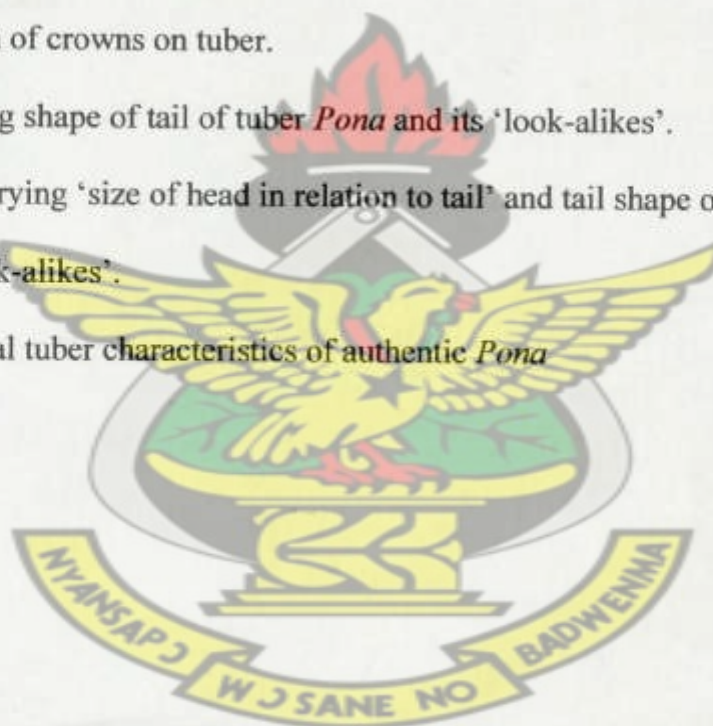 of crowns on tuber.
g shape of tail of tuber Pona and its ‘look-alikes’.
rying ‘size of head in relation to tail’ and tail shape o
k-alikes’.
al tuber characteristics of authentic Pona
NYANSAPƆ
WƆSANE NO
BADWENMA